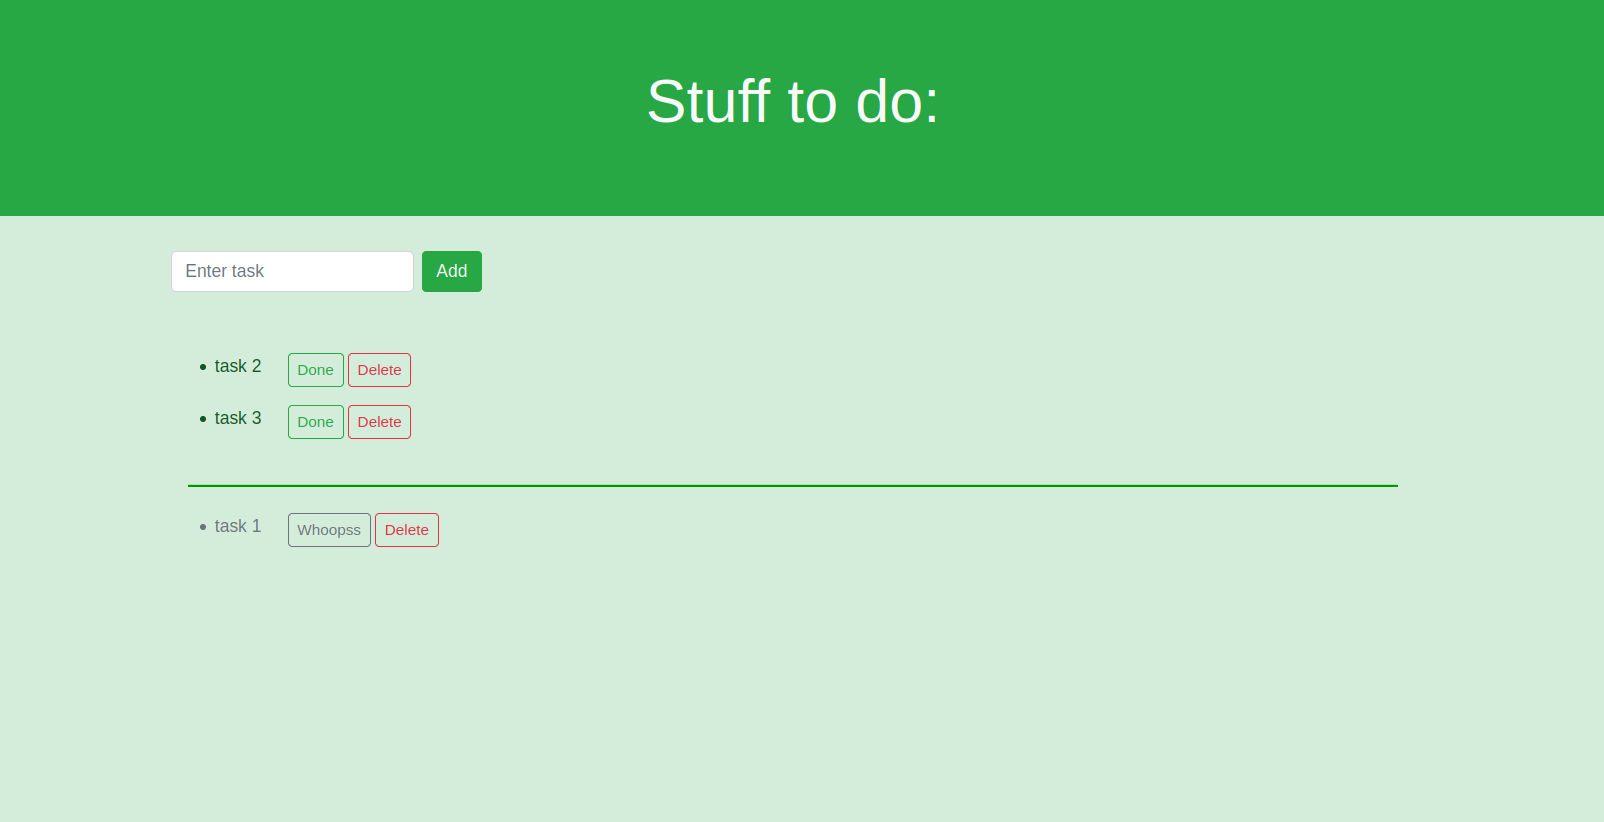 Stuff to do:
Enter task Add
• task 2 Done Delete
• task 3 Done Delete
• task 1 Whoopss Delete